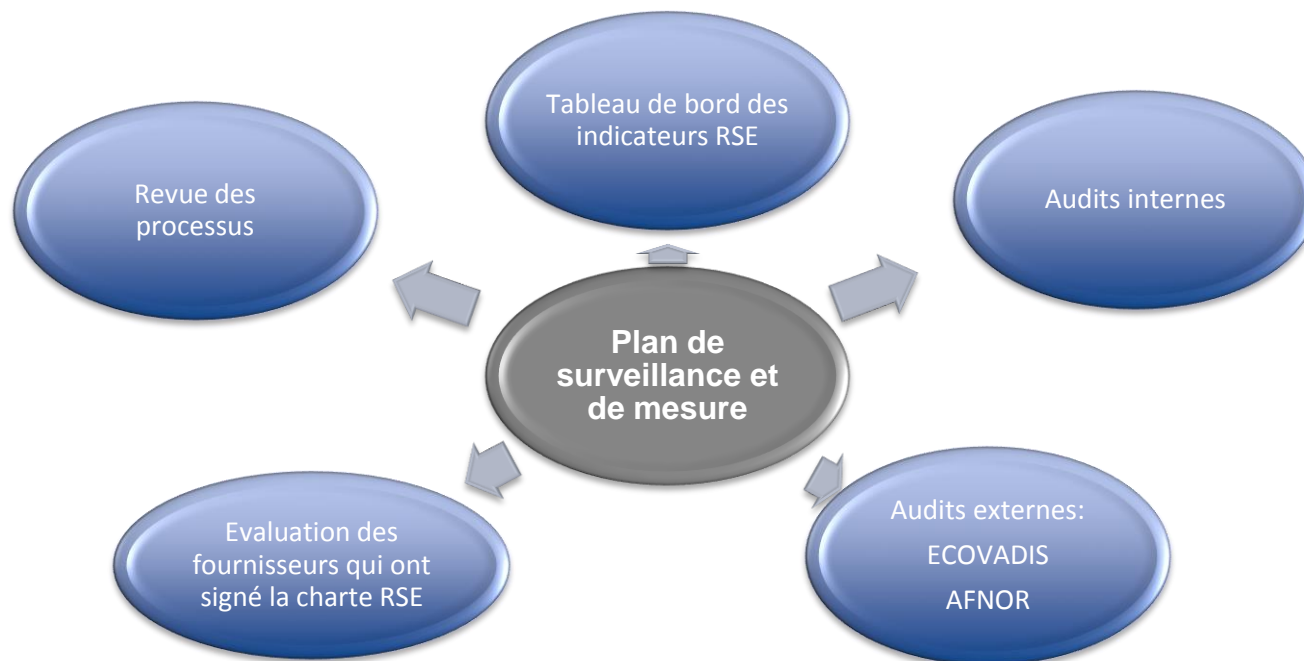 Tableau de bord des
indicateurs RSE
Revue des
processus
Audits internes
Plan de
surveillance et
de mesure
Evaluation des
fournisseurs qui ont
signé la charte RSE
Audits externes:
ECOVADIS
AFNOR